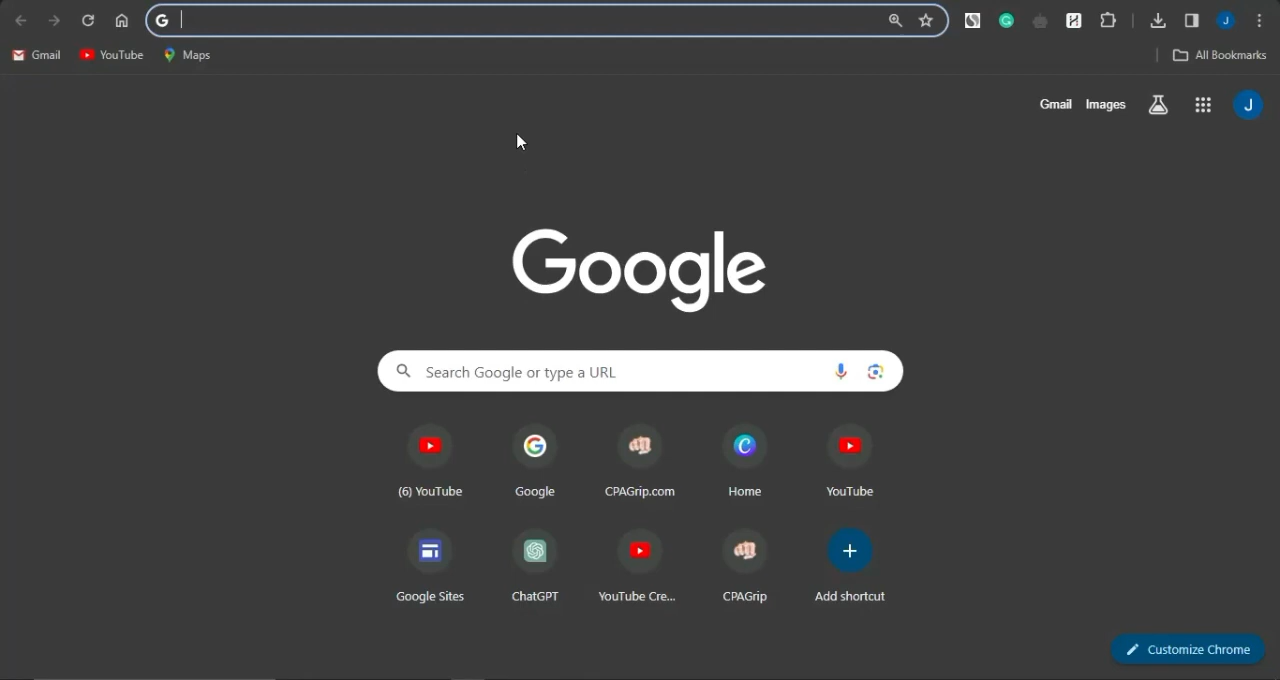 Gmail YouTube Maps All Bookmarks
Gmail Images J
Google
Search Google or type a URL
(6) YouTube Google CPAGrip.com Home YouTube
Google Sites ChatGPT YouTube Cre... CPAGrip Add shortcut
Customize Chrome